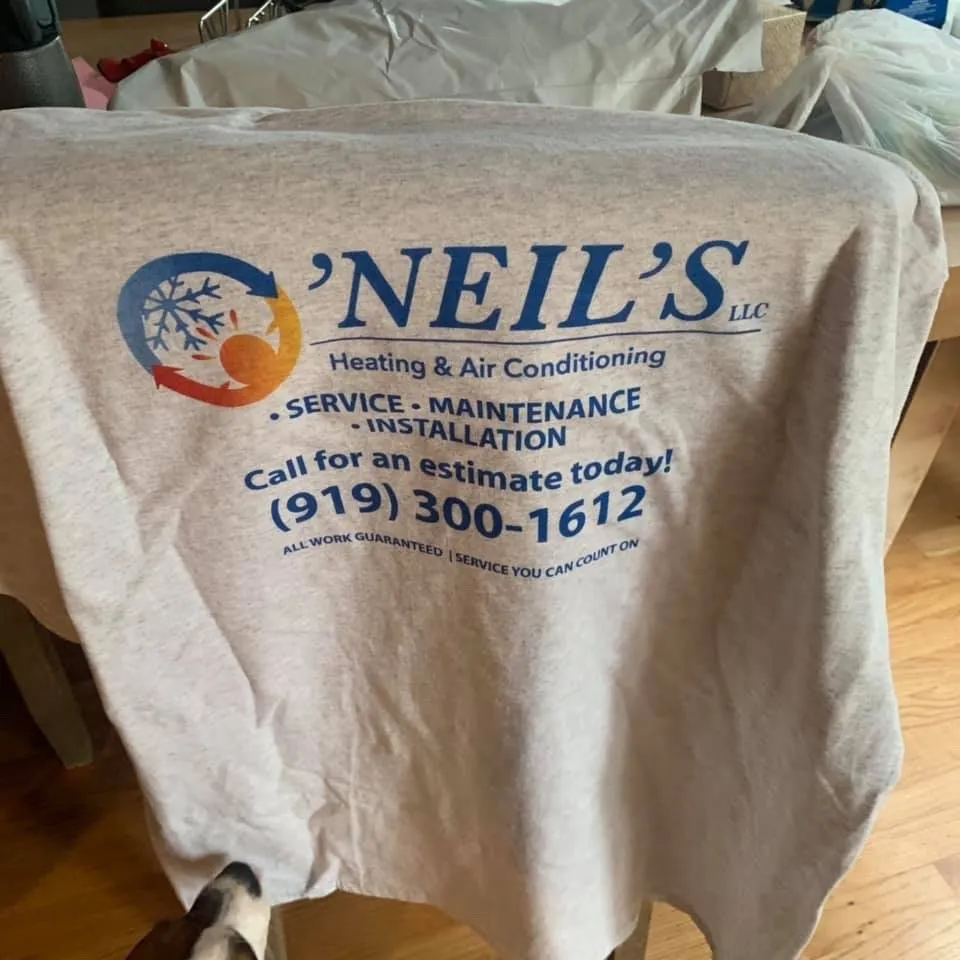 O'NEIL'S LLC
Heating & Air Conditioning
• SERVICE • MAINTENANCE
• INSTALLATION
Call for an estimate today!
(919) 300-1612
ALL WORK GUARANTEED | SERVICE YOU CAN COUNT ON